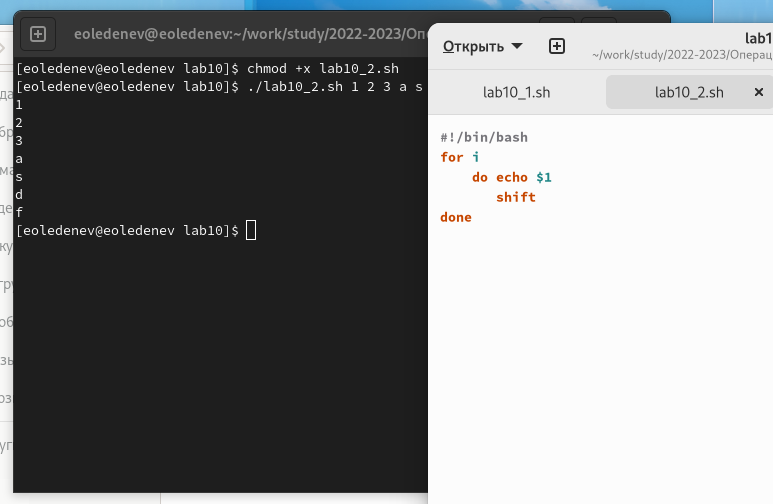 eoledenev@eoledenev:~/work/study/2022-2023/Опе
[eoledenev@eoledenev lab10]$ chmod +x lab10_2.sh
[eoledenev@eoledenev lab10]$ ./lab10_2.sh 1 2 3 a s
1
2
3
a
s
d
f
[eoledenev@eoledenev lab10]$
Открыть
lab1
~/work/study/2022-2023/Операц
lab10_1.sh
lab10_2.sh
#!/bin/bash
for i
do echo $1
shift
done